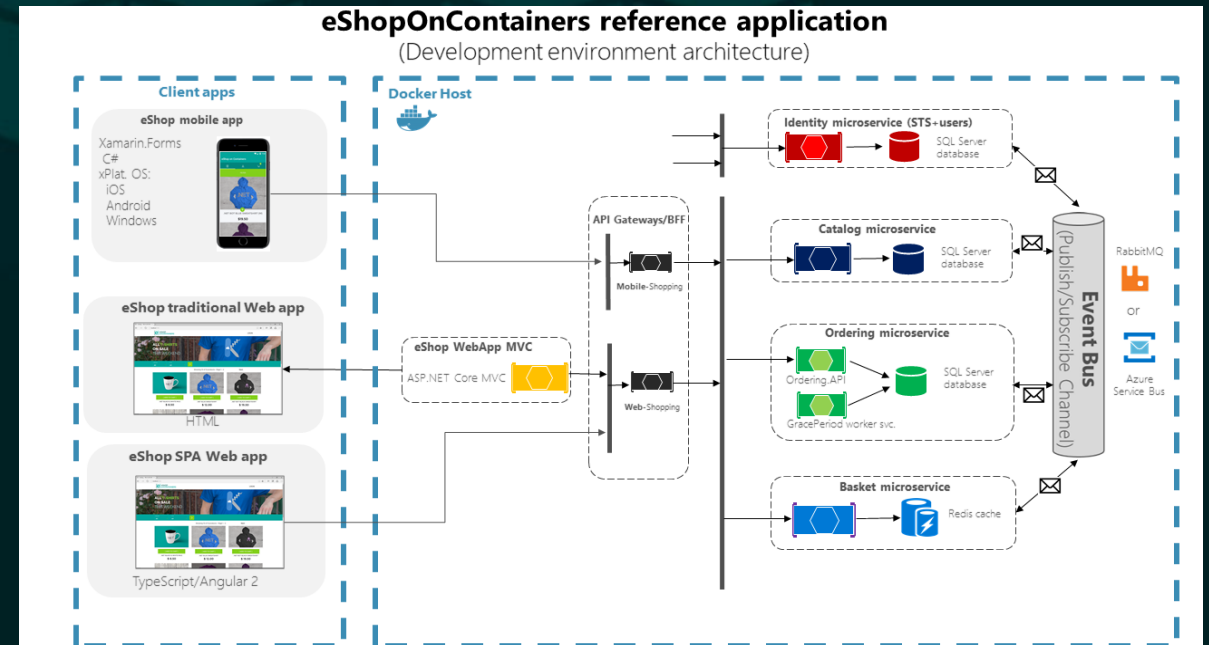 eShopOnContainers reference application
(Development environment architecture)
Client apps
eShop mobile app
Xamarin.Forms
C#
xPlat. OS:
iOS
Android
Windows
eShop traditional Web app
HTML
eShop SPA Web app
TypeScript/Angular 2
Docker Host
eShop WebApp MVC
ASP.NET Core MVC
API Gateways/BFF
Mobile-Shopping
Web-Shopping
Identity microservice (STS+users)
SQL Server
database
Catalog microservice
SQL Server
database
Ordering microservice
Ordering.API
GracePeriod worker svc.
SQL Server
database
Basket microservice
Redis cache
Event Bus
(Publish/Subscribe Channel)
RabbitMQ
or
Azure
Service Bus